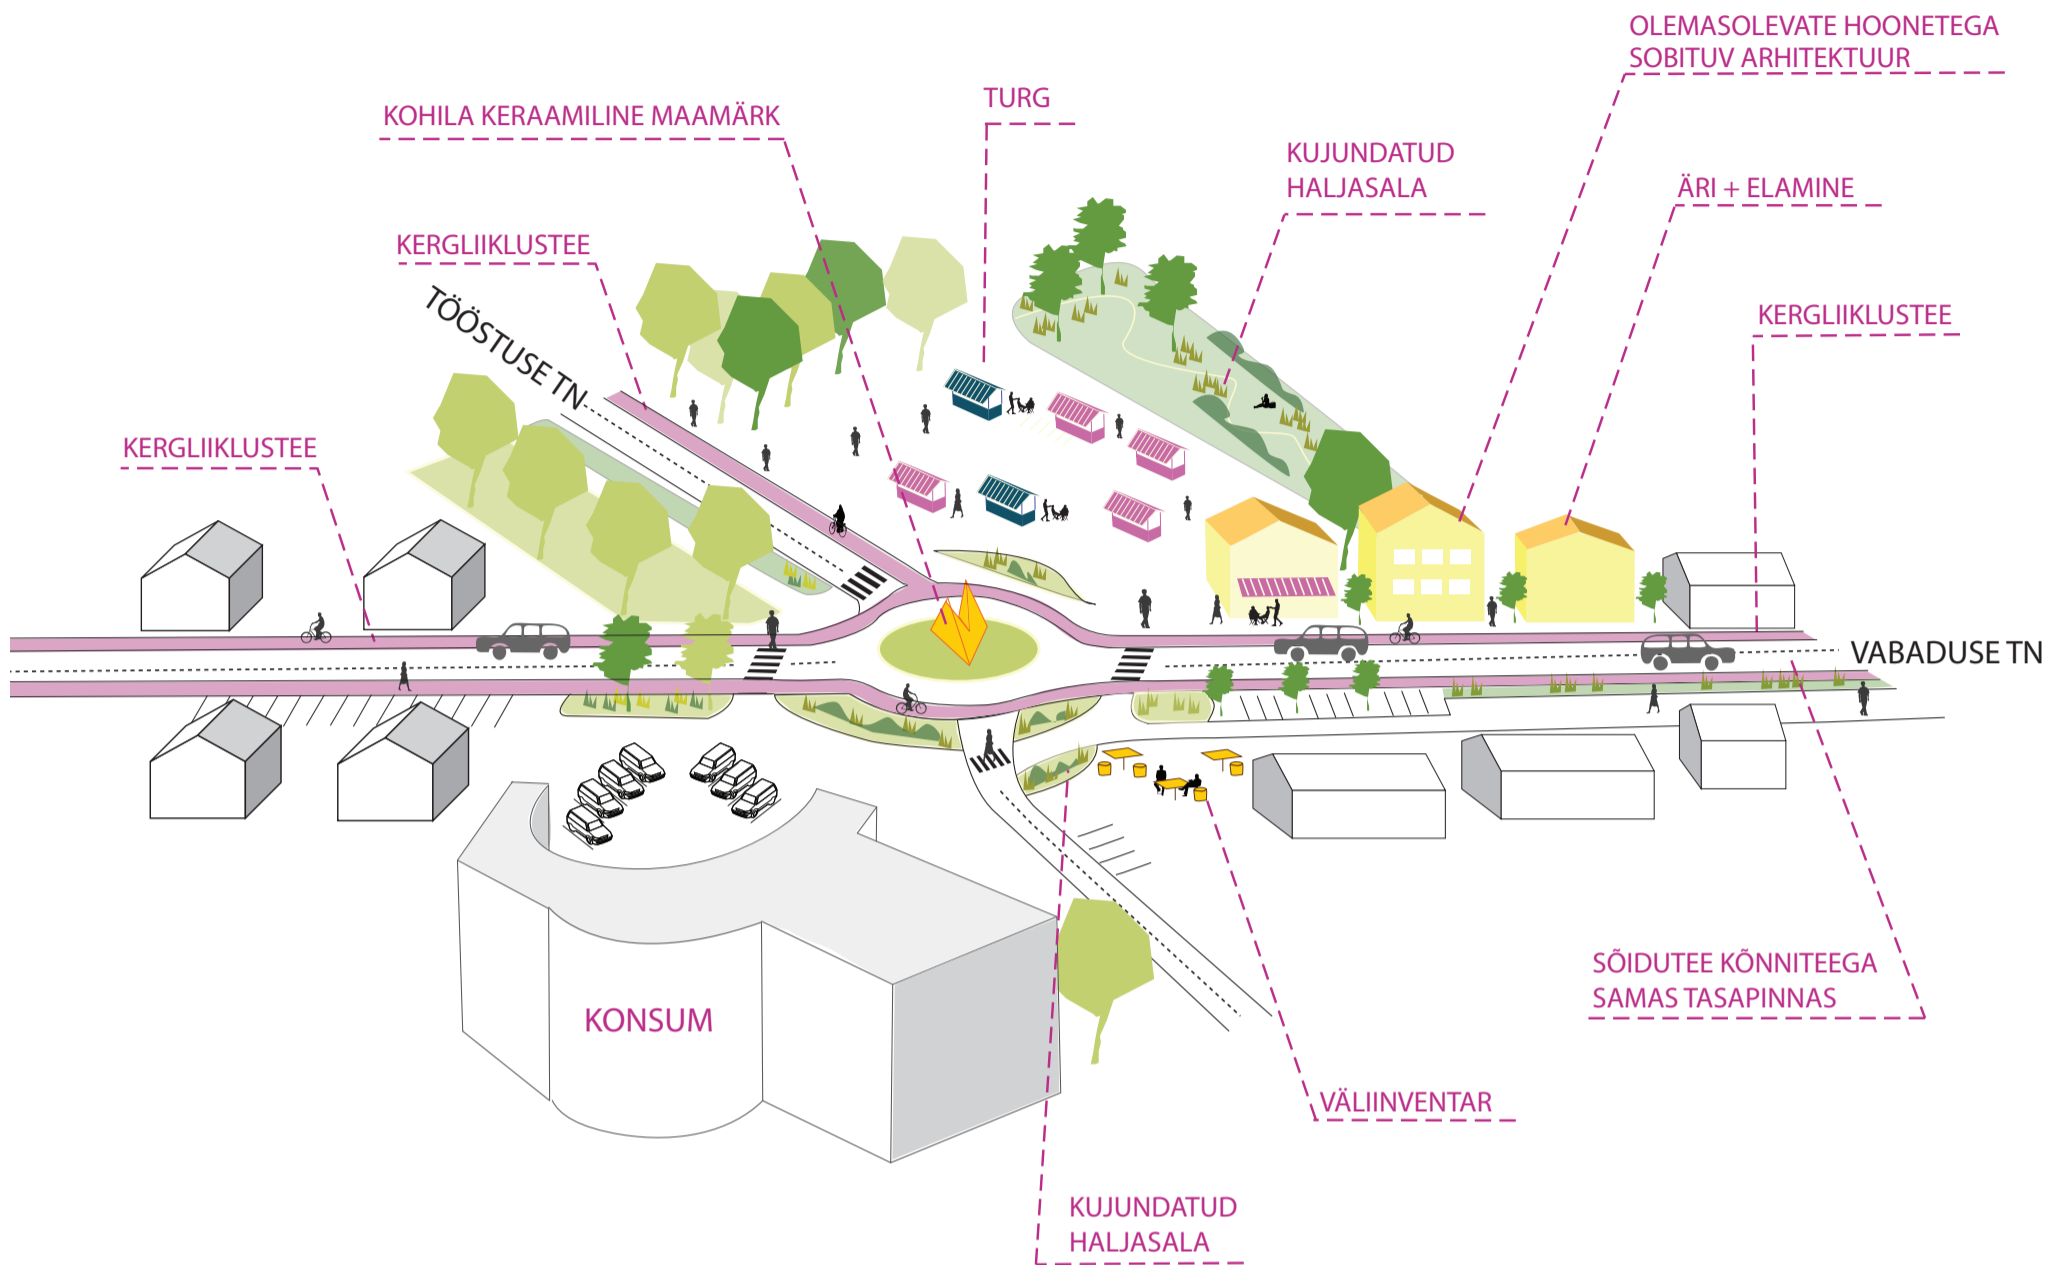 OLEMASOLEVATE HOONETEGA
SOBITUV ARHITEKTUUR
TURG
KOHILA KERAAMILINE MAAMÄRK
KUJUNDATUD
HALJASALA
ÄRI + ELAMINE
KERGLIIKLUSTEE
TÖÖSTUSE TN
KERGLIIKLUSTEE
KERGLIIKLUSTEE
VABADUSE TN
SÕIDUTEE KÕNNITEEGA
SAMAS TASAPINNAS
KONSUM
VÄLIINVENTAR
KUJUNDATUD
HALJASALA